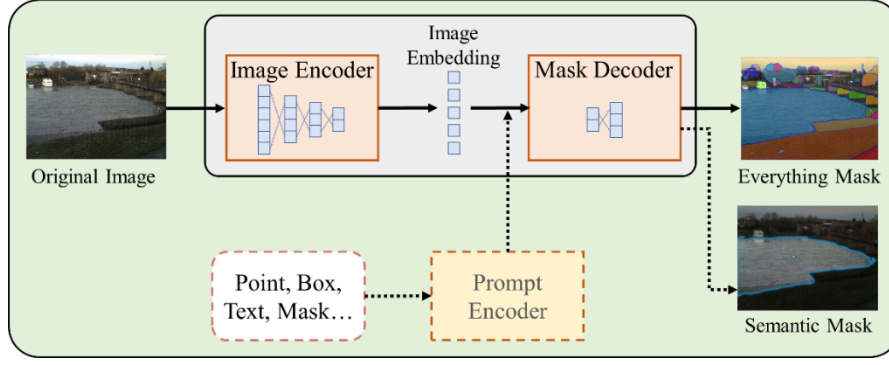 Image
Embedding
Image Encoder
Mask Decoder
Original Image
Everything Mask
Point, Box,
Text, Mask…
Prompt
Encoder
Semantic Mask